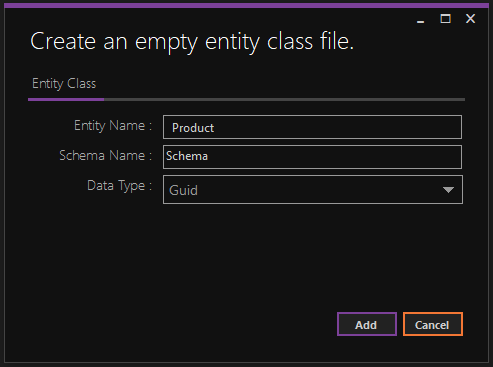 Create an empty entity class file.
Entity Class
Entity Name : Product
Schema Name : Schema
Data Type : Guid
Add Cancel